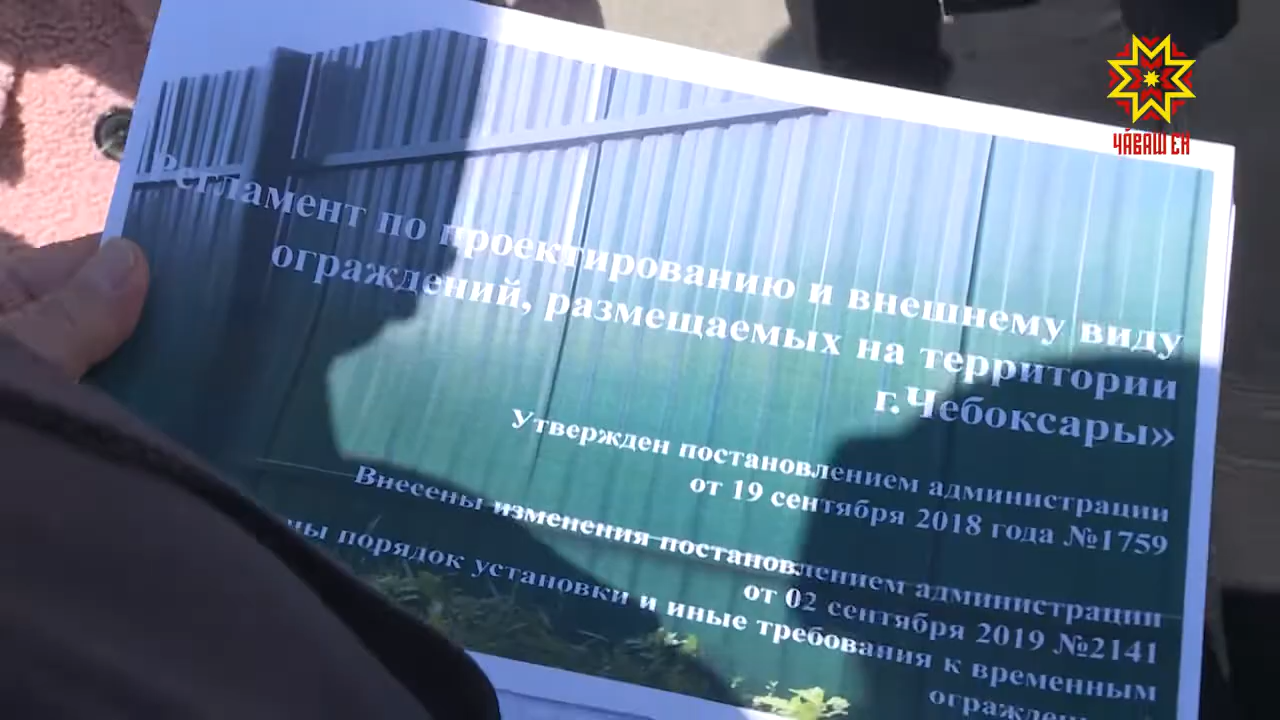 ЧӐВАШ ЕН
Регламент по проектированию и внешнему виду
ограждений, размещаемых на территории
г.Чебоксары»
Утвержден постановлением администрации
от 19 сентября 2018 года №1759
Внесены изменения постановлением администрации
от 02 сентября 2019 №2141
порядок установки и иные требования к временным